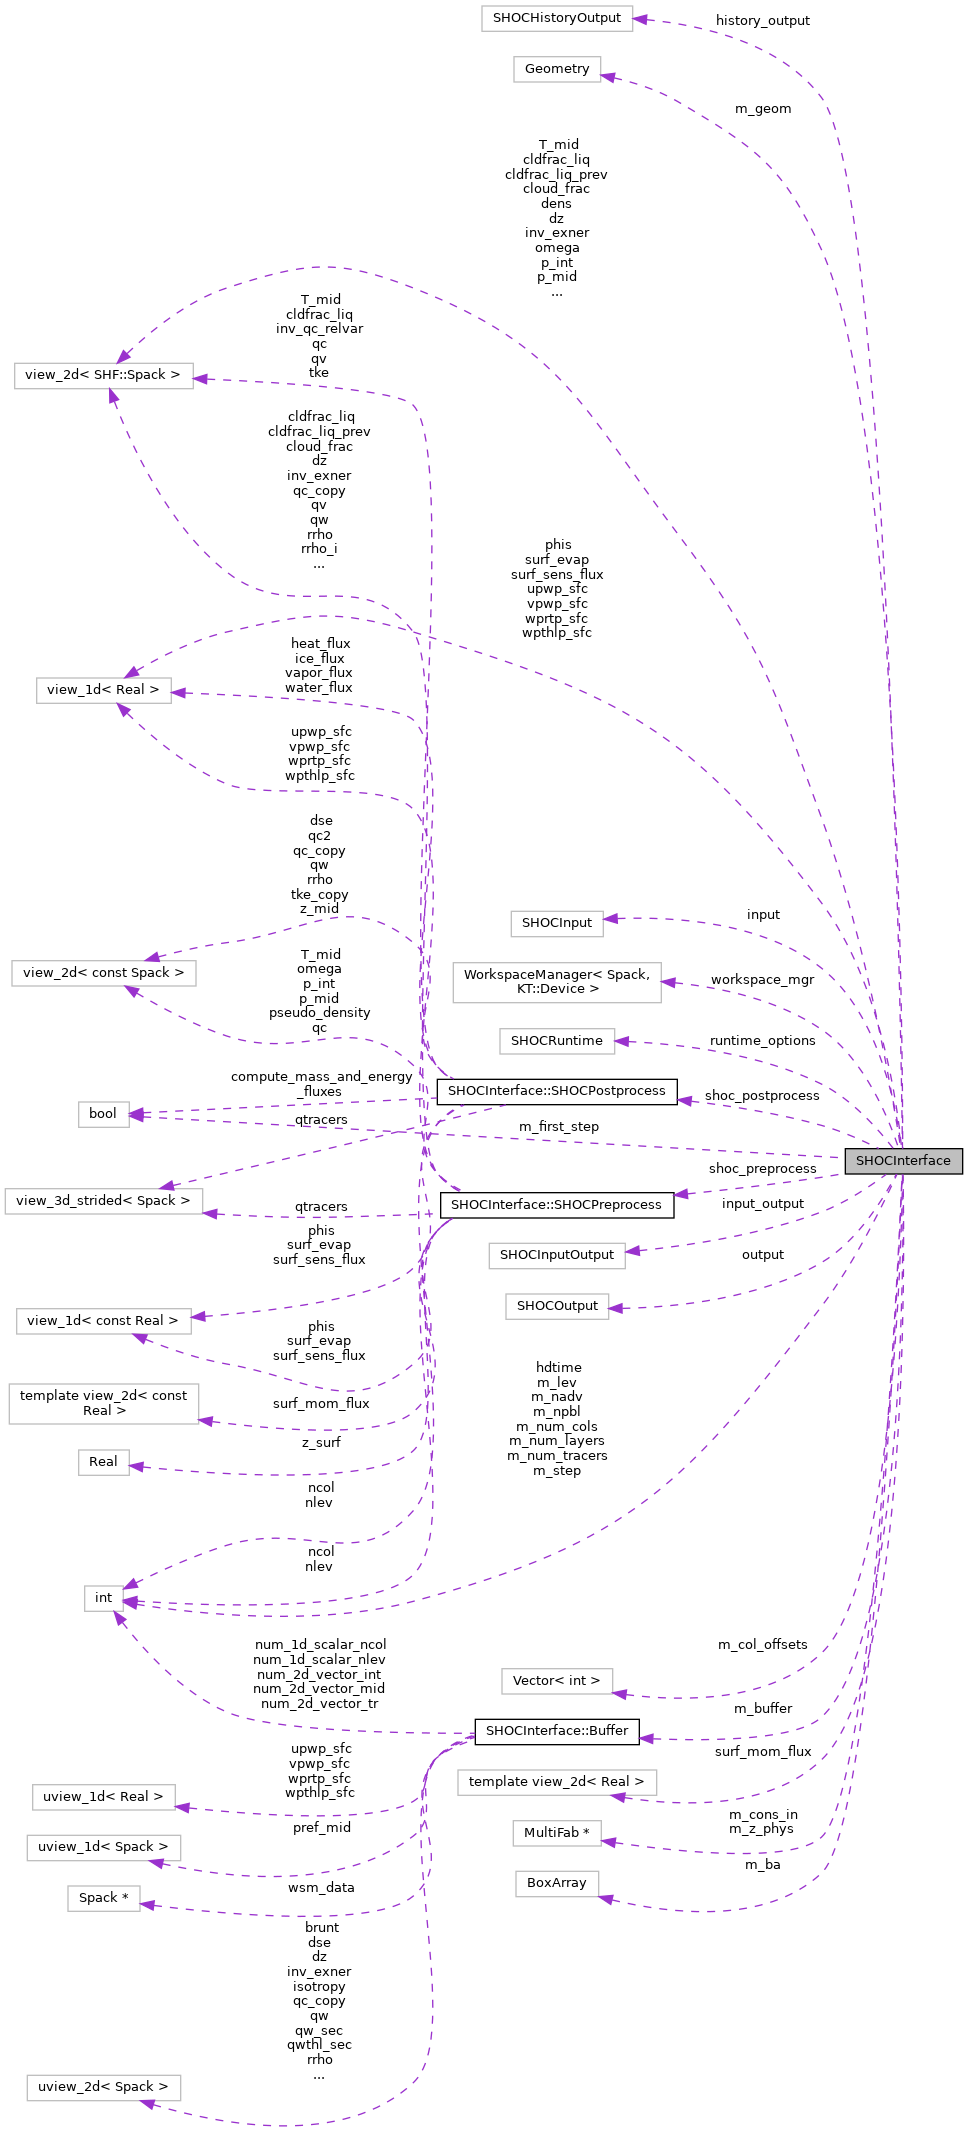 SHOCHistoryOutput
history_output
Geometry
m_geom
T_mid
cldfrac_liq
cldfrac_liq_prev
cloud_frac
dens
dz
inv_exner
omega
p_int
p_mid
...
T_mid
cldfrac_liq
inv_qc_relvar
qc
qv
tke
view_2d< SHF::Spack >
cldfrac_liq
cldfrac_liq_prev
cloud_frac
dz
inv_exner
qc_copy
qv
qw
rrho
rrho_i
...
phis
surf_evap
surf_sens_flux
upwp_sfc
vpwp_sfc
wprtp_sfc
wpthlp_sfc
heat_flux
ice_flux
vapor_flux
water_flux
view_1d< Real >
upwp_sfc
vpwp_sfc
wprtp_sfc
wpthlp_sfc
dse
qc2
qc_copy
qw
rrho
tke_copy
z_mid
SHOCInput
input
view_2d< const Spack >
T_mid
omega
p_int
p_mid
pseudo_density
qc
WorkspaceManager< Spack,
KT::Device >
workspace_mgr
SHOCRuntime
runtime_options
compute_mass_and_energy
_fluxes
SHOCInterface::SHOCPostprocess
shoc_postprocess
bool
qtracers
m_first_step
SHOCInterface
shoc_preprocess
view_3d_strided< Spack >
qtracers
SHOCInterface::SHOCPreprocess
input_output
phis
surf_evap
surf_sens_flux
SHOCInputOutput
output
SHOCOutput
view_1d< const Real >
phis
surf_evap
surf_sens_flux
template view_2d< const
Real >
surf_mom_flux
hdtime
m_lev
m_nadv
m_npbl
m_num_cols
m_num_layers
m_num_tracers
m_step
Real
z_surf
ncol
nlev
ncol
nlev
int
num_1d_scalar_ncol
num_1d_scalar_nlev
num_2d_vector_int
num_2d_vector_mid
num_2d_vector_tr
m_col_offsets
Vector< int >
m_buffer
SHOCInterface::Buffer
upwp_sfc
vpwp_sfc
wprtp_sfc
wpthlp_sfc
surf_mom_flux
template view_2d< Real >
uview_1d< Real >
pref_mid
m_cons_in
m_z_phys
MultiFab *
uview_1d< Spack >
m_ba
BoxArray
wsm_data
Spack *
brunt
dse
dz
inv_exner
isotropy
qc_copy
qw
qw_sec
qwthl_sec
rrho
...
uview_2d< Spack >